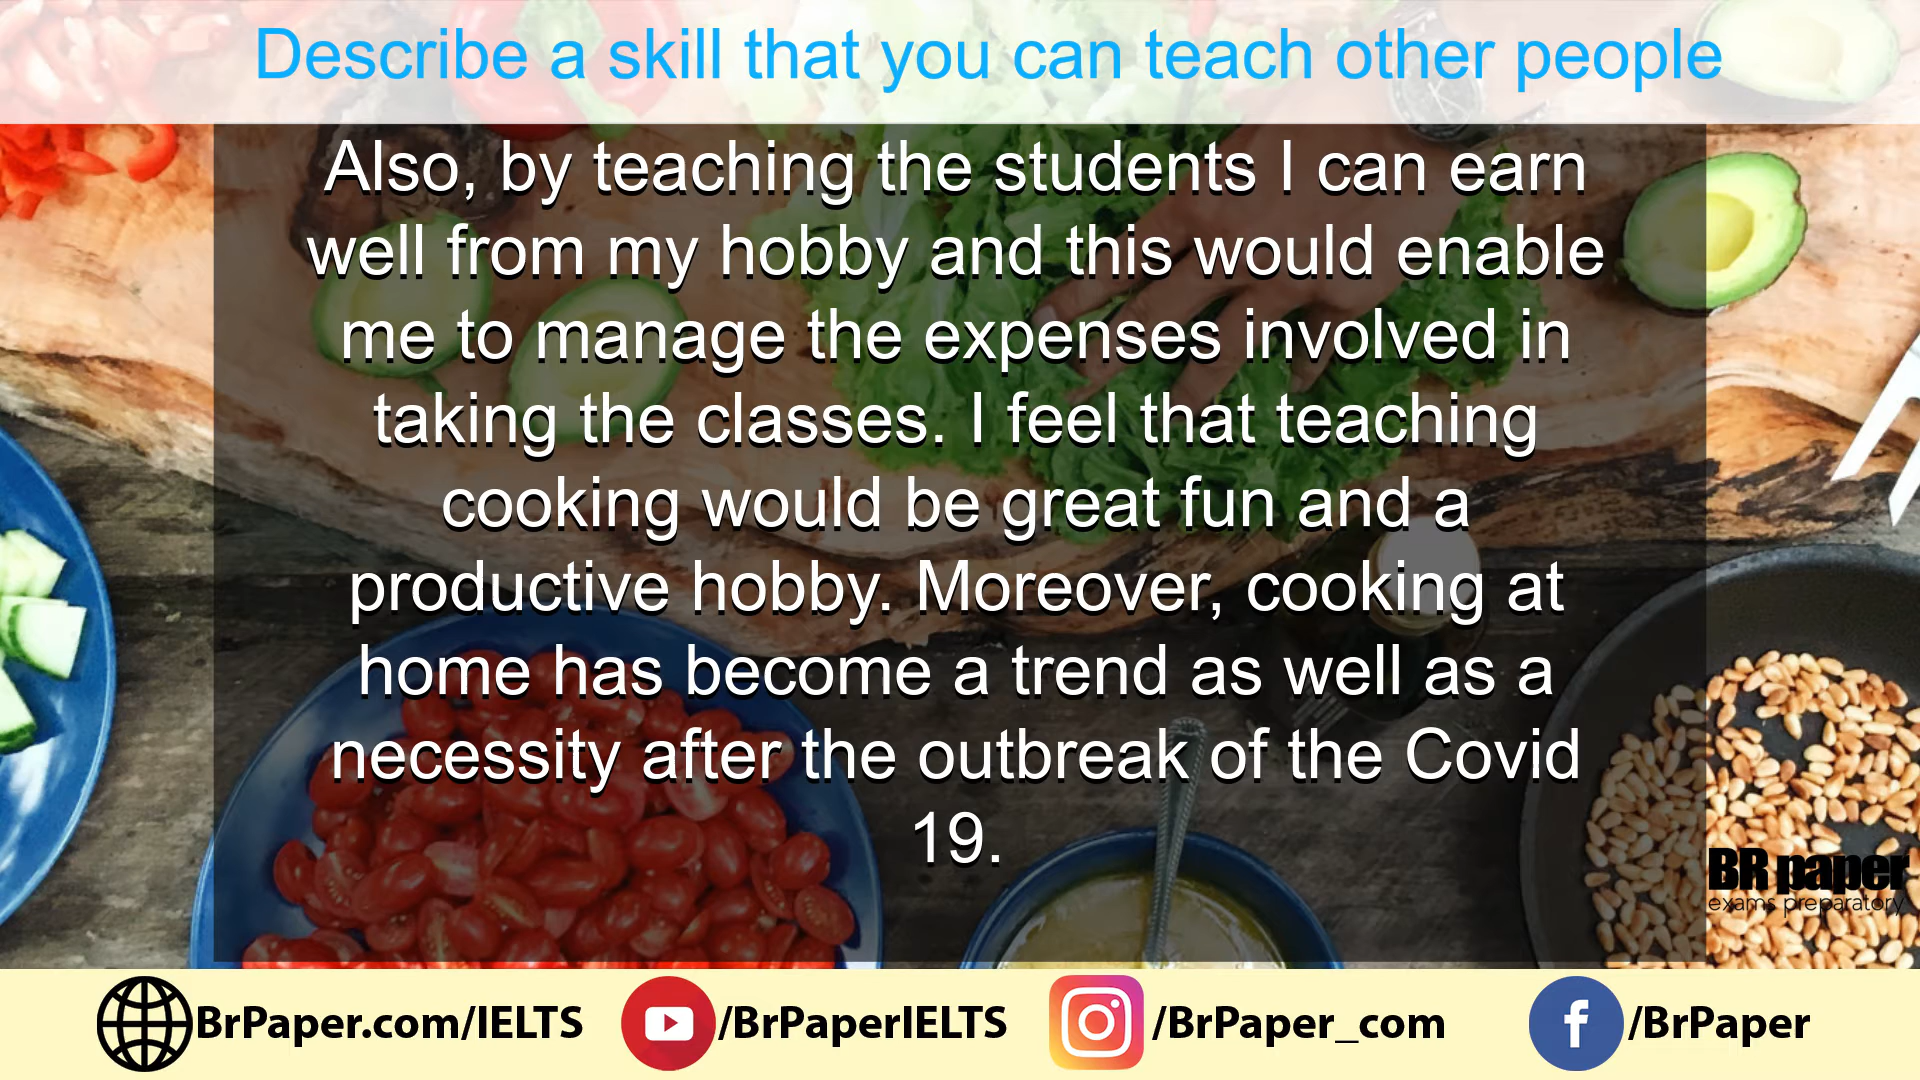 Describe a skill that you can teach other people
Also, by teaching the students I can earn
well from my hobby and this would enable
me to manage the expenses involved in
taking the classes. I feel that teaching
cooking would be great fun and a
productive hobby. Moreover, cooking at
home has become a trend as well as a
necessity after the outbreak of the Covid
19.
BR paper
exams preparatory
BrPaper.com/IELTS
/BrPaperIELTS
/BrPaper_com
/BrPaper